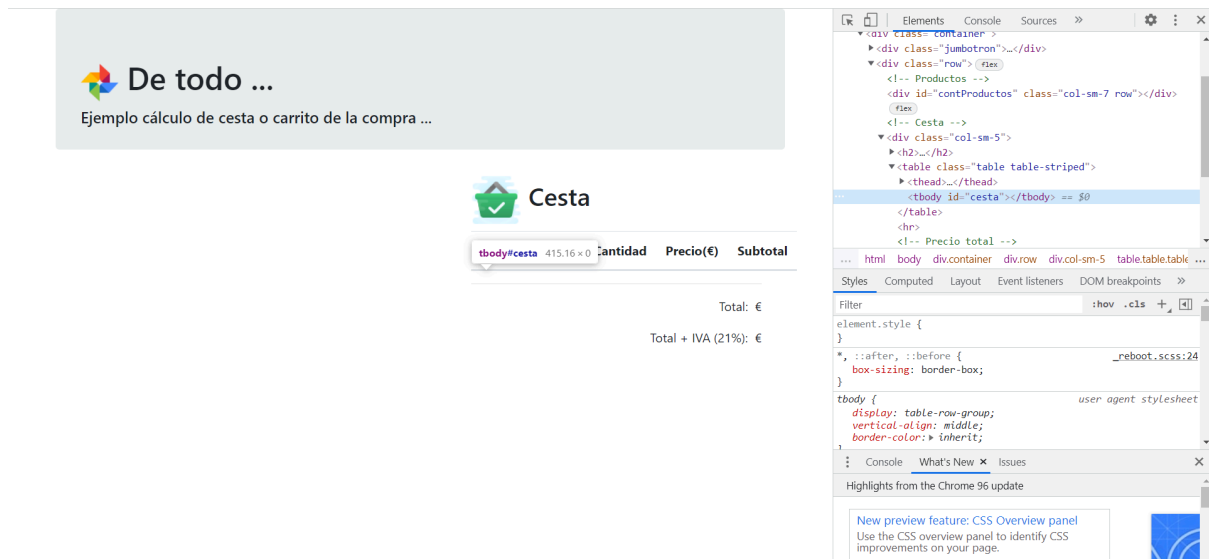 De todo ...
Ejemplo cálculo de cesta o carrito de la compra ...
Cesta
Cantidad Precio(€) Subtotal
tbody#cesta 415.16 × 0
Total: €
Total + IVA (21%): €
Elements Console Sources »
<div class="container">
<div class="jumbotron">…</div>
<div class="row"> flex
<!-- Productos -->
<div id="contProductos" class="col-sm-7 row"></div>
flex
<!-- Cesta -->
<div class="col-sm-5">
<h2>…</h2>
<table class="table table-striped">
<thead>…</thead>
<tbody id="cesta"></tbody> == $0
</table>
<hr>
<!-- Precio total -->
... html body div.container div.row div.col-sm-5 table.table.table ...
Styles Computed Layout Event listeners DOM breakpoints »
Filter :hov .cls +
element.style {
}
*, ::after, ::before { _reboot.scss:24
box-sizing: border-box;
}
tbody { user agent stylesheet
display: table-row-group;
vertical-align: middle;
border-color: inherit;
}
Console What's New × Issues
Highlights from the Chrome 96 update
New preview feature: CSS Overview panel
Use the CSS overview panel to identify CSS
improvements on your page.